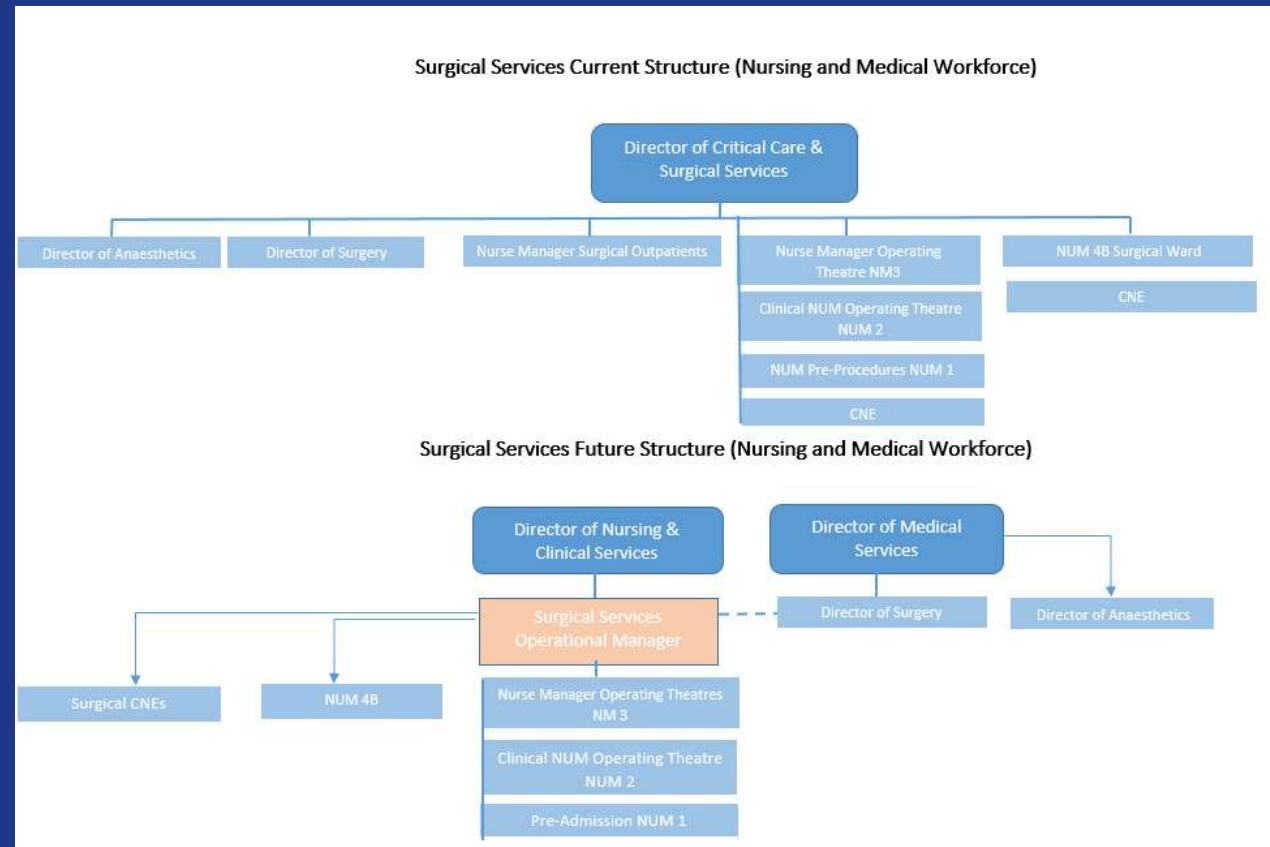 Surgical Services Current Structure (Nursing and Medical Workforce)
Director of Critical Care &
Surgical Services
Director of Anaesthetics
Director of Surgery
Nurse Manager Surgical Outpatients
Nurse Manager Operating
Theatre NM3
NUM 4B Surgical Ward
Clinical NUM Operating Theatre
NUM 2
CNE
NUM Pre-Procedures NUM 1
CNE
Surgical Services Future Structure (Nursing and Medical Workforce)
Director of Nursing &
Clinical Services
Director of Medical
Services
Surgical Services
Operational Manager
Director of Surgery
Director of Anaesthetics
Surgical CNEs
NUM 4B
Nurse Manager Operating Theatres
NM 3
Clinical NUM Operating Theatre
NUM 2
Pre-Admission NUM 1